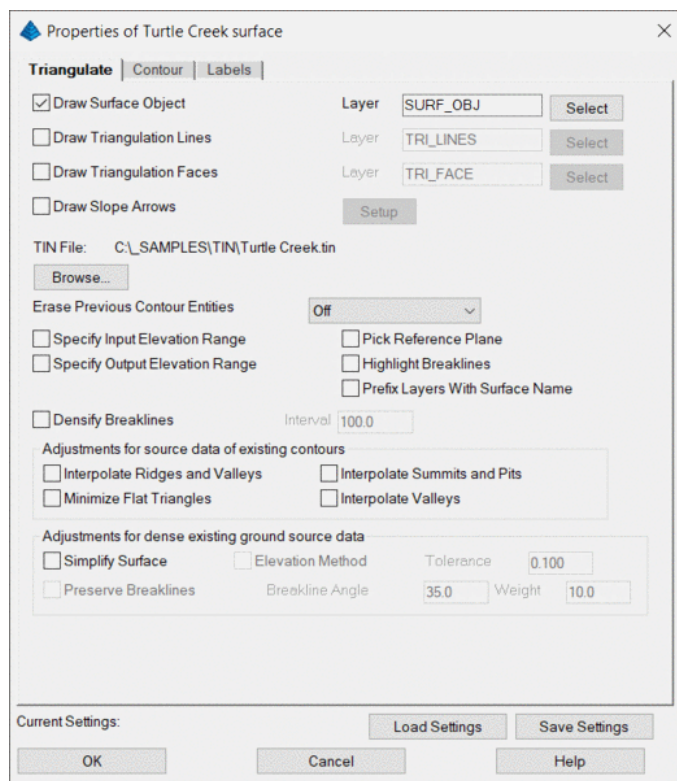 Properties of Turtle Creek surface
Triangulate Contour Labels
Draw Surface Object Layer SURF_OBJ Select
Draw Triangulation Lines Layer TRI_LINES Select
Draw Triangulation Faces Layer TRI_FACE Select
Draw Slope Arrows Setup
TIN File: C:\_SAMPLES\TIN\Turtle Creek.tin
Browse...
Erase Previous Contour Entities Off
Specify Input Elevation Range Pick Reference Plane
Specify Output Elevation Range Highlight Breaklines
Prefix Layers With Surface Name
Densify Breaklines Interval 100.0
Adjustments for source data of existing contours
Interpolate Ridges and Valleys Interpolate Summits and Pits
Minimize Flat Triangles Interpolate Valleys
Adjustments for dense existing ground source data
Simplify Surface Elevation Method Tolerance 0.100
Preserve Breaklines Breakline Angle 35.0 Weight 10.0
Current Settings: Load Settings Save Settings
OK Cancel Help